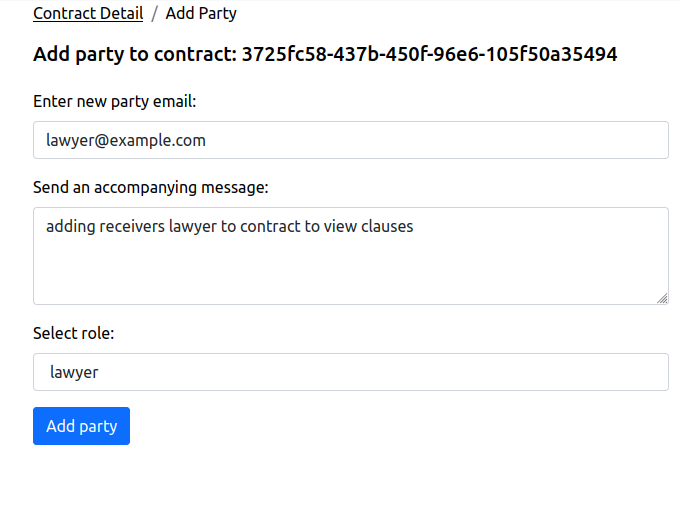 Contract Detail / Add Party
Add party to contract: 3725fc58-437b-450f-96e6-105f50a35494
Enter new party email:
lawyer@example.com
Send an accompanying message:
adding receivers lawyer to contract to view clauses
Select role:
lawyer
Add party